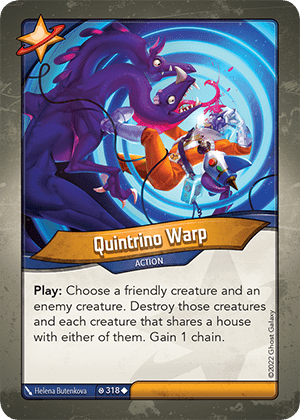 Quintrino Warp
ACTION
Play: Choose a friendly creature and an
enemy creature. Destroy those creatures
and each creature that shares a house
with either of them. Gain 1 chain.
©2022 Ghost Galaxy
Helena Butenkova
318